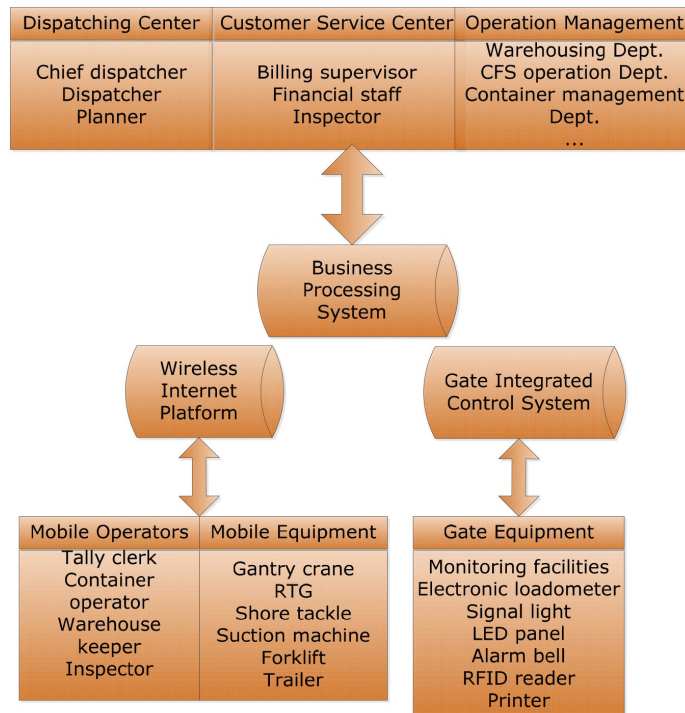 Dispatching Center
Chief dispatcher
Dispatcher
Planner
Customer Service Center
Billing supervisor
Financial staff
Inspector
Operation Management
Warehousing Dept.
CFS operation Dept.
Container management
Dept.
...
Business
Processing
System
Wireless
Internet
Platform
Gate Integrated
Control System
Mobile Operators
Tally clerk
Container
operator
Warehouse
keeper
Inspector
Mobile Equipment
Gantry crane
RTG
Shore tackle
Suction machine
Forklift
Trailer
Gate Equipment
Monitoring facilities
Electronic loadometer
Signal light
LED panel
Alarm bell
RFID reader
Printer